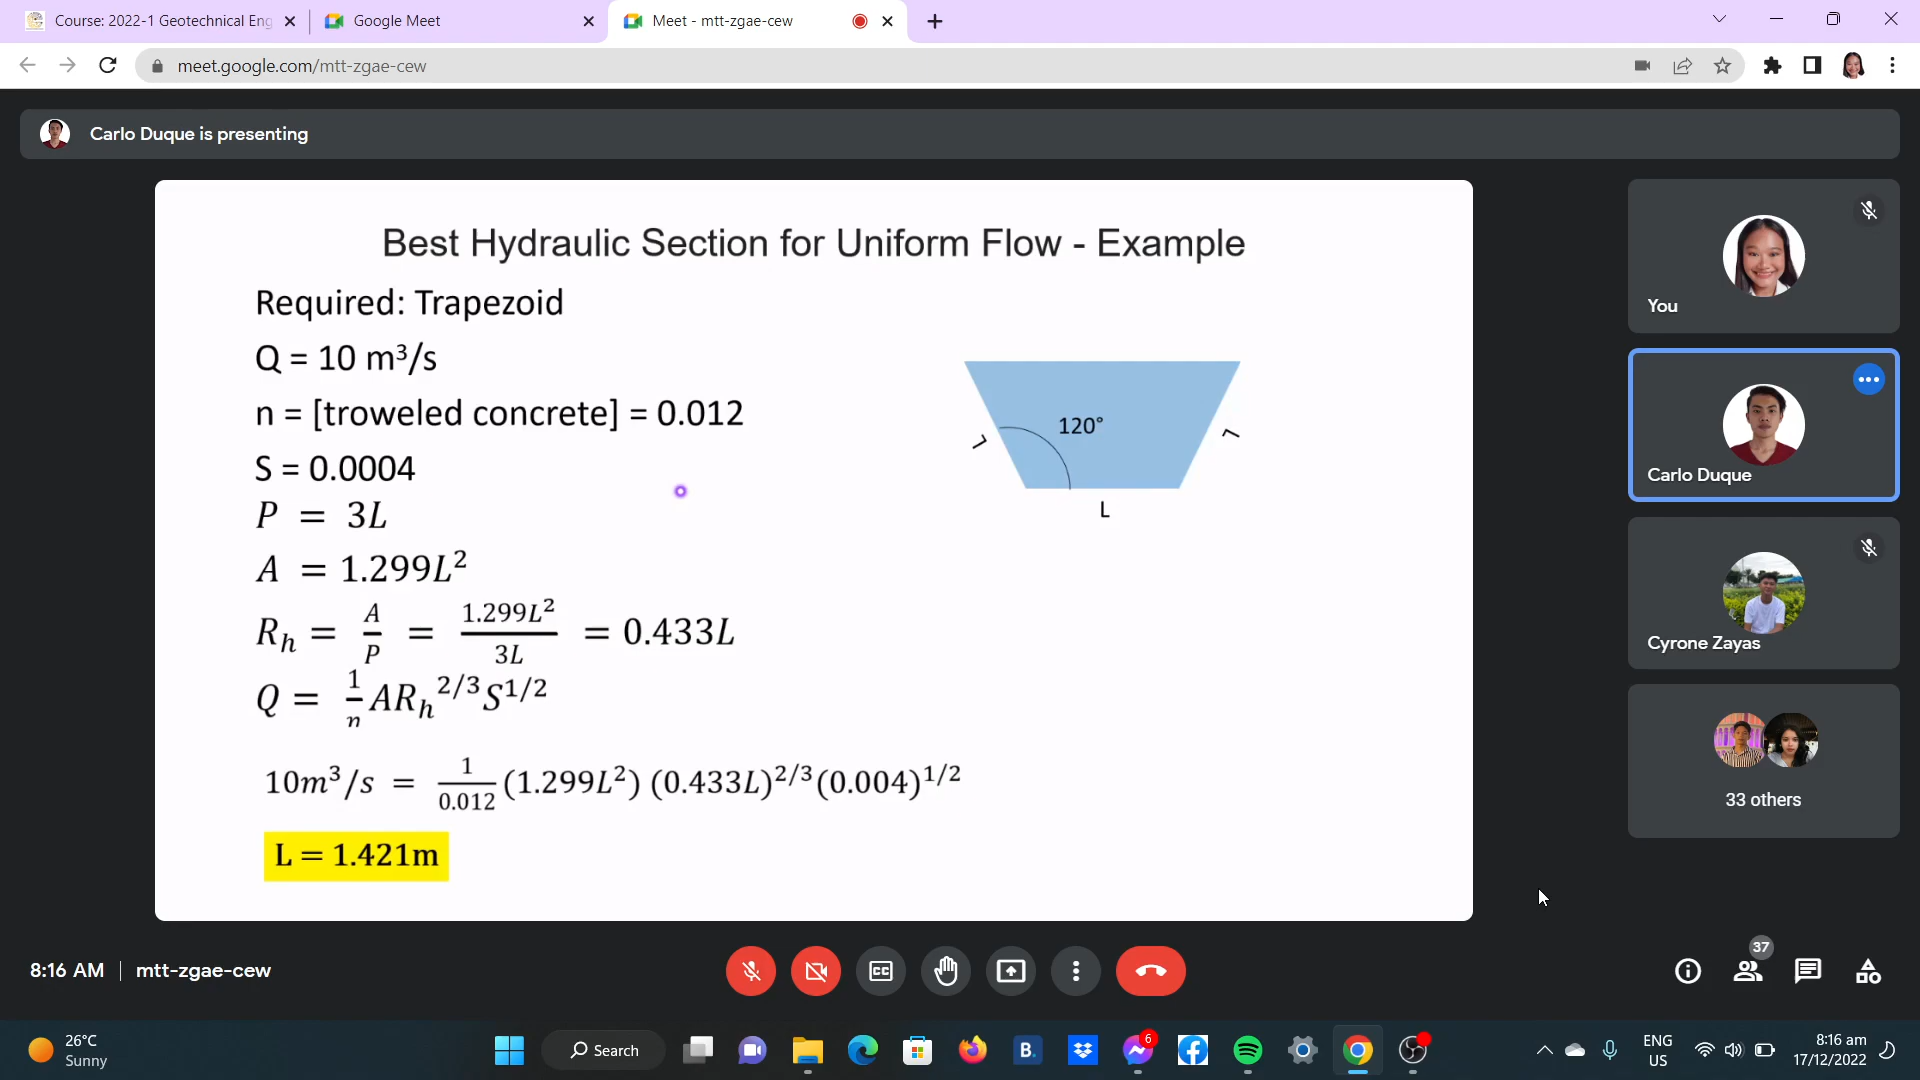 Course: 2022-1 Geotechnical Eng
Google Meet
Meet - mtt-zgae-cew
meet.google.com/mtt-zgae-cew
Carlo Duque is presenting
Best Hydraulic Section for Uniform Flow - Example
Required: Trapezoid
Q = 10 m³/s
n = [troweled concrete] = 0.012
S = 0.0004
P = 3L
A = 1.299L²
R_h = A/P = 1.299L²/3L = 0.433L
Q = 1/n AR_h^2/3 S^1/2
10m³/s = 1/0.012 (1.299L²) (0.433L)^2/3 (0.004)^1/2
L = 1.421m
120°
L
L
L
You
Carlo Duque
Cyrone Zayas
33 others
8:16 AM
mtt-zgae-cew
CC
37
26°C
Sunny
Search
B.
6
ENG
US
8:16 am
17/12/2022